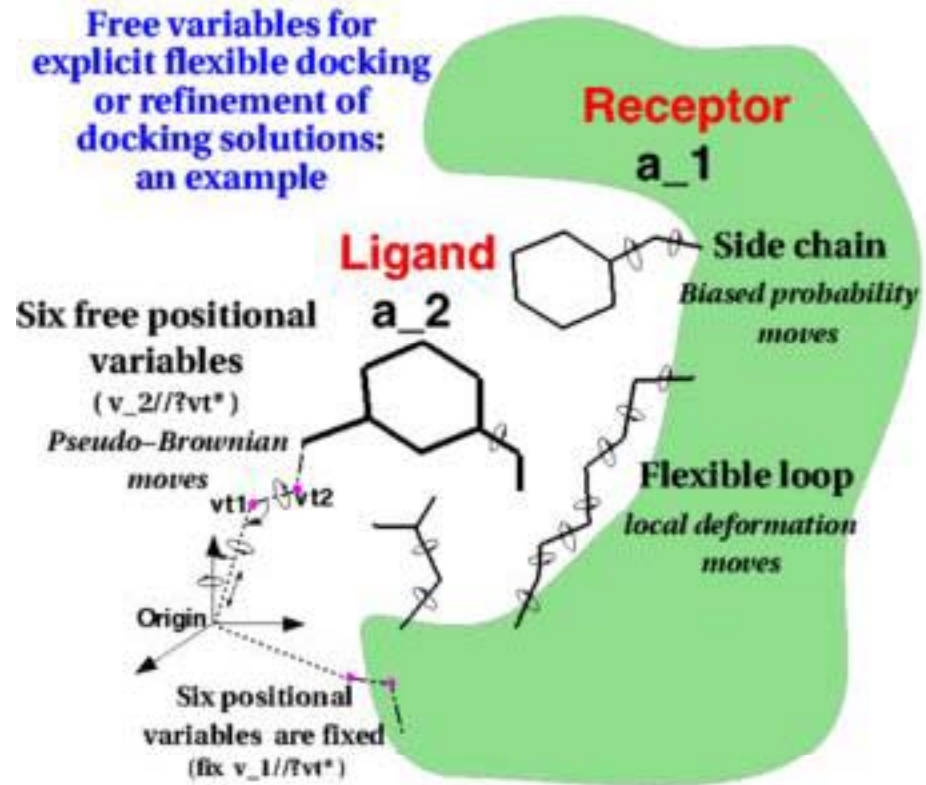 Free variables for
explicit flexible docking
or refinement of
docking solutions:
an example
Receptor
a_1
Ligand
a_2
Side chain
Biased probability
moves
Six free positional
variables
( v_2//?vt* )
Pseudo-Brownian
moves
vt1
vt2
Flexible loop
local deformation
moves
Origin
Six positional
variables are fixed
(fix v_1//?vt* )